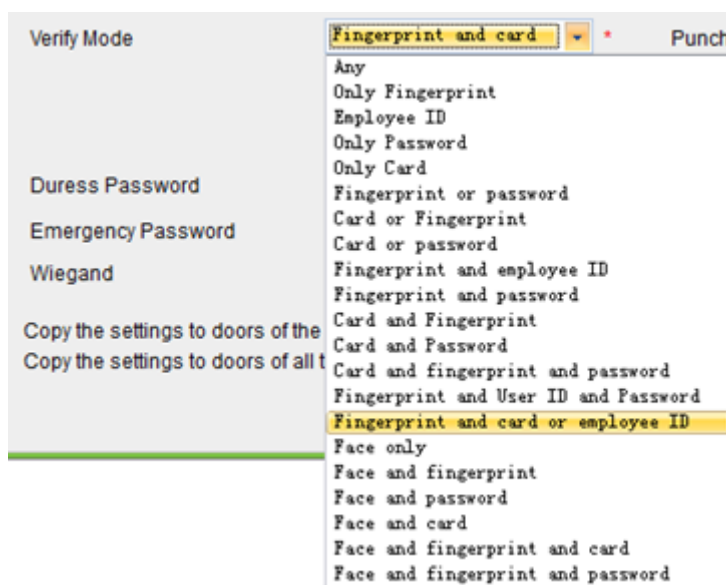 Verify Mode
Fingerprint and card
*
Punch
Any
Only Fingerprint
Employee ID
Only Password
Only Card
Fingerprint or password
Card or Fingerprint
Card or password
Fingerprint and employee ID
Fingerprint and password
Card and Fingerprint
Card and Password
Card and fingerprint and password
Fingerprint and User ID and Password
Fingerprint and card or employee ID
Face only
Face and fingerprint
Face and password
Face and card
Face and fingerprint and card
Face and fingerprint and password
Duress Password
Emergency Password
Wiegand
Copy the settings to doors of the
Copy the settings to doors of all t